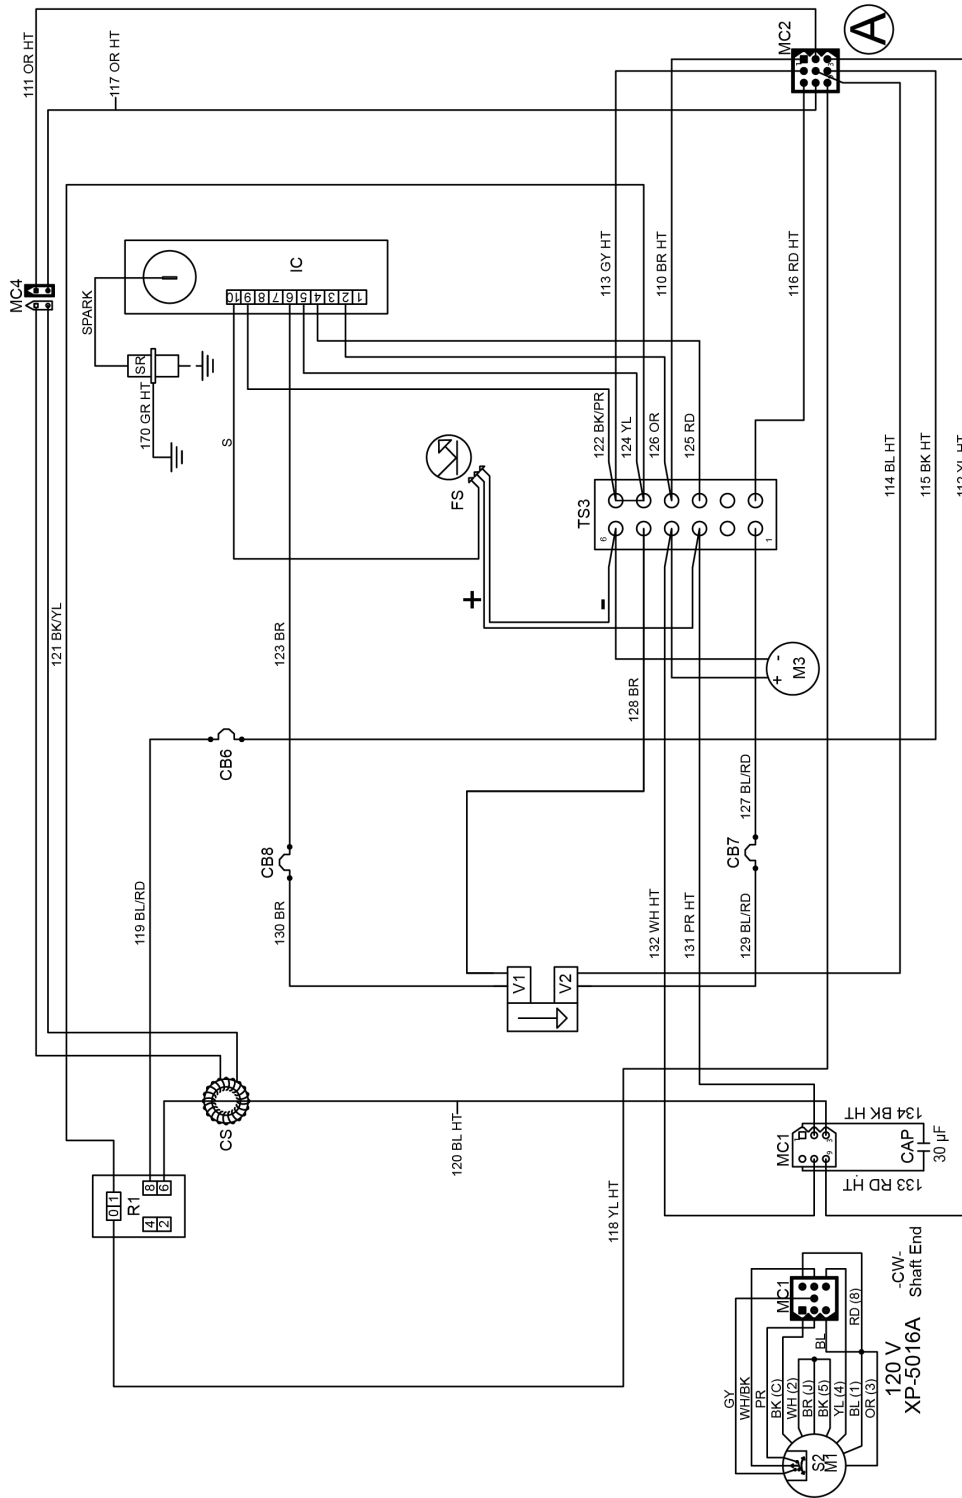 111 OR HT
117 OR HT
MC2
A
1
3
MC4
SPARK
SR
170 GR HT
IC
10
9
8
7
6
5
4
3
2
1
S
FS
113 GY HT
110 BR HT
116 RD HT
122 BK/PR
124 YL
126 OR
125 RD
TS3
6
1
114 BL HT
115 BK HT
121 BK/YL
123 BR
+
-
M3
+
-
128 BR
CB6
CB8
CB7
127 BL/RD
119 BL/RD
130 BR
132 WH HT
131 PR HT
129 BL/RD
V1
V2
CS
120 BL HT
R1
0
1
8
6
4
2
118 YL HT
MC1
1
3
9
134 BK HT
CAP
30 µF
133 RD HT
GY
WH/BK
PR
BK (C)
WH (2)
BR (J)
BK (5)
YL (4)
BL (1)
OR (3)
BL
RD (8)
MC1
S2
M1
120 V
XP-5016A
-CW-
Shaft End